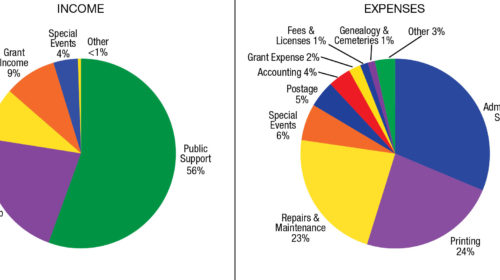 INCOME
Special
Events
4%
Other
<1%
Grant
Income
9%
Public
Support
56%
EXPENSES
Fees &
Licenses 1%
Genealogy &
Cemeteries 1%
Other 3%
Grant Expense 2%
Accounting 4%
Postage
5%
Special
Events
6%
Repairs &
Maintenance
23%
Printing
24%